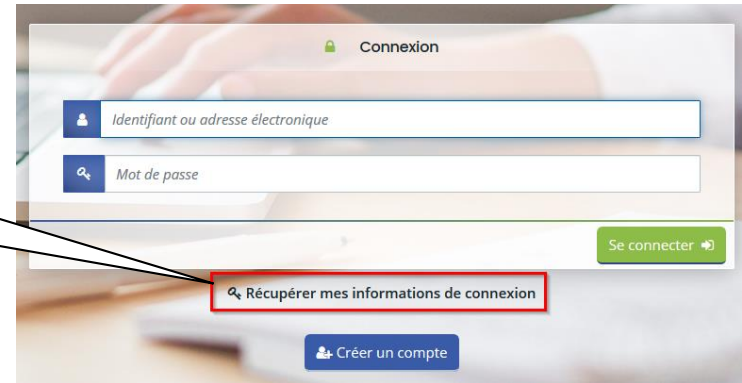 Connexion
Identifiant ou adresse électronique
Mot de passe
Se connecter
Récupérer mes informations de connexion
Créer un compte